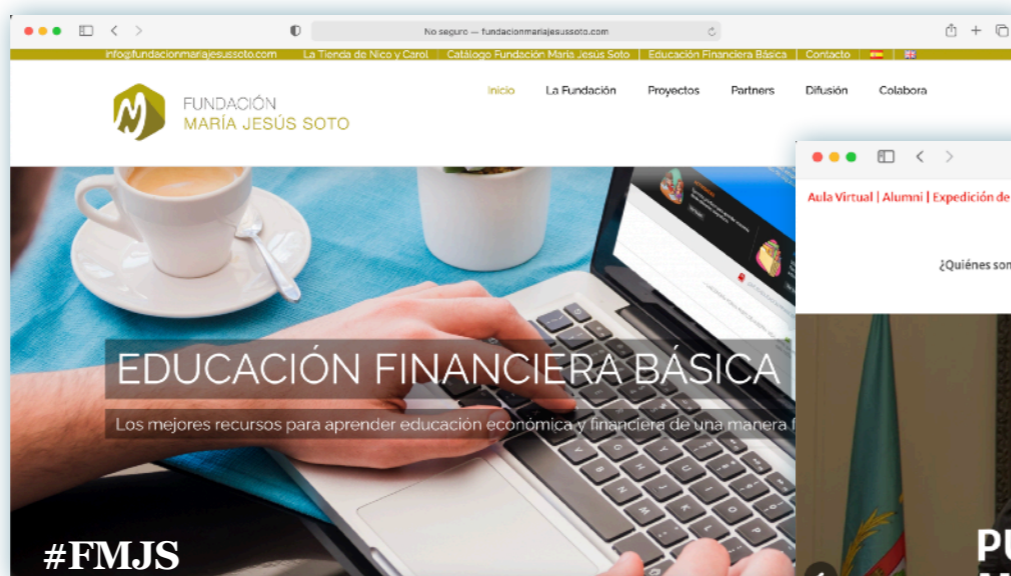 No seguro — fundacionmariajesussoto.com
info@fundacionmariajesussoto.com | La Tienda de Nico y Carol | Catálogo Fundación María Jesús Soto | Educación Financiera Básica | Contacto
FUNDACIÓN
MARÍA JESÚS SOTO
Inicio La Fundación Proyectos Partners Difusión Colabora
EDUCACIÓN FINANCIERA BÁSICA
Los mejores recursos para aprender educación económica y financiera de una manera f
#FMJS
Aula Virtual | Alumni | Expedición de
¿Quiénes som
PU